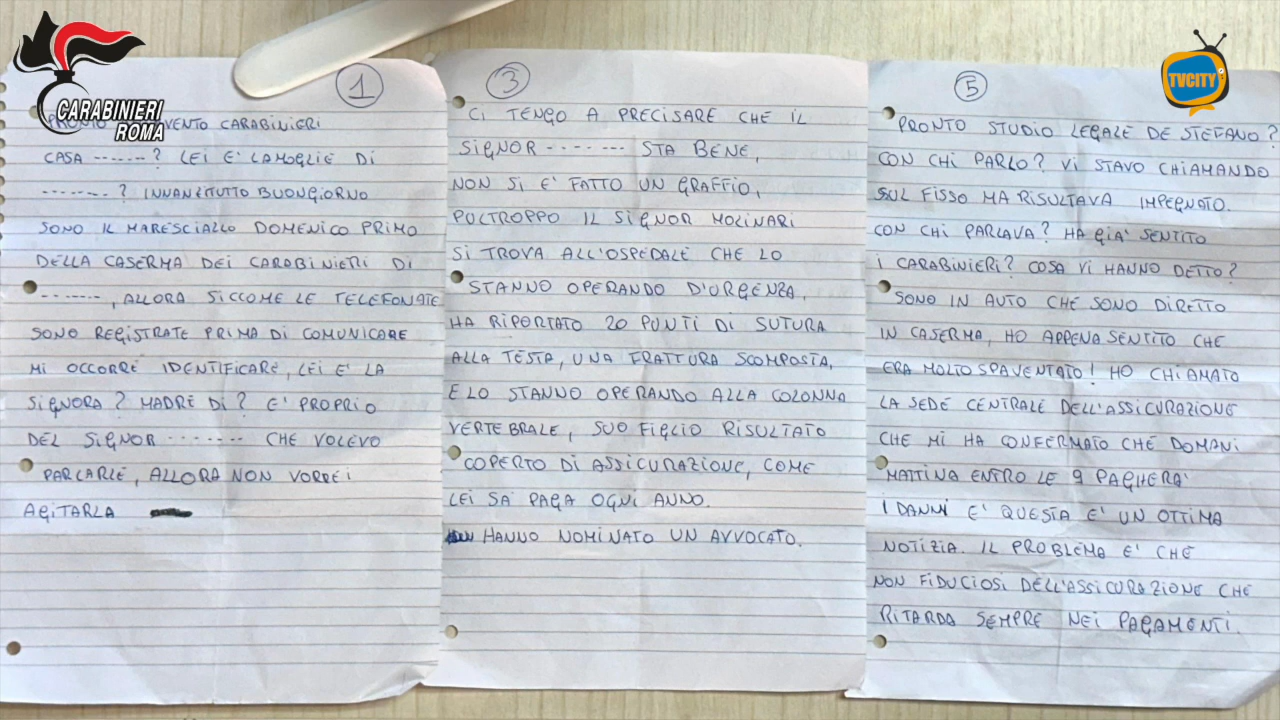 CARABINIERI
ROMA
TVCITY
1
PRONTO VENTO CARABINIERI
CASA -------? LEI E' LAMOGLIE DI
--------? INNANZITUTTO BUONGIORNO
SONO IL MARESCIALLO DOMENICO PRIMO
DELLA CASERMA DEI CARABINIERI DI
-------, ALLORA SICCOME LE TELEFONATE
SONO REGISTRATE PRIMA DI COMUNICARE
MI OCCORRE IDENTIFICARE, LEI E' LA
SIGNORA? MADRE DI? E' PROPRIO
DEL SIGNOR ------- CHE VOLEVO
PARLARLE, ALLORA NON VORREI
AGITARLA
3
CI TENGO A PRECISARE CHE IL
SIGNOR -------- STA BENE,
NON SI E' FATTO UN GRAFFIO,
POLTROPPO IL SIGNOR MOLINARI
SI TROVA ALL'OSPEDALE CHE LO
STANNO OPERANDO D'URGENZA,
HA RIPORTATO 20 PUNTI DI SUTURA
ALLA TESTA, UNA FRATTURA SCOMPOSTA,
E LO STANNO OPERANDO ALLA COLONNA
VERTEBRALE, SUO FIGLIO RISULTATO
COPERTO DI ASSICURAZIONE, COME
LEI SA PAGA OGNI ANNO.
HANNO NOMINATO UN AVVOCATO.
5
PRONTO STUDIO LEGALE DE STEFANO?
CON CHI PARLO? VI STAVO CHIAMANDO
SUL FISSO MA RISULTAVA IMPEGNATO.
CON CHI PARLAVA? HA GIA' SENTITO
I CARABINIERI? COSA VI HANNO DETTO?
SONO IN AUTO CHE SONO DIRETTO
IN CASERMA, HO APPENA SENTITO CHE
ERA MOLTO SPAVENTATO! HO CHIAMATO
LA SEDE CENTRALE DELL'ASSICURAZIONE
CHE MI HA CONFERMATO CHE DOMANI
MATTINA ENTRO LE 9 PAGHERA'
I DANNI E' QUESTA E' UN OTTIMA
NOTIZIA. IL PROBLEMA E' CHE
NON FIDUCIOSI DELL'ASSICURAZIONE CHE
RITARDA SEMPRE NEI PAGAMENTI.